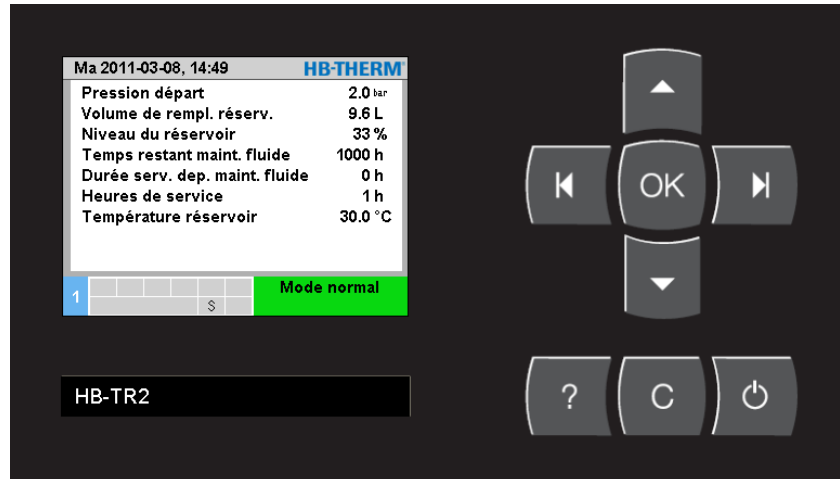 Ma 2011-03-08, 14:49 HB-THERM®
Pression départ 2.0 bar
Volume de rempl. réserv. 9.6 L
Niveau du réservoir 33 %
Temps restant maint. fluide 1000 h
Durée serv. dep. maint. fluide 0 h
Heures de service 1 h
Température réservoir 30.0 °C
1 S Mode normal
HB-TR2
OK
? C